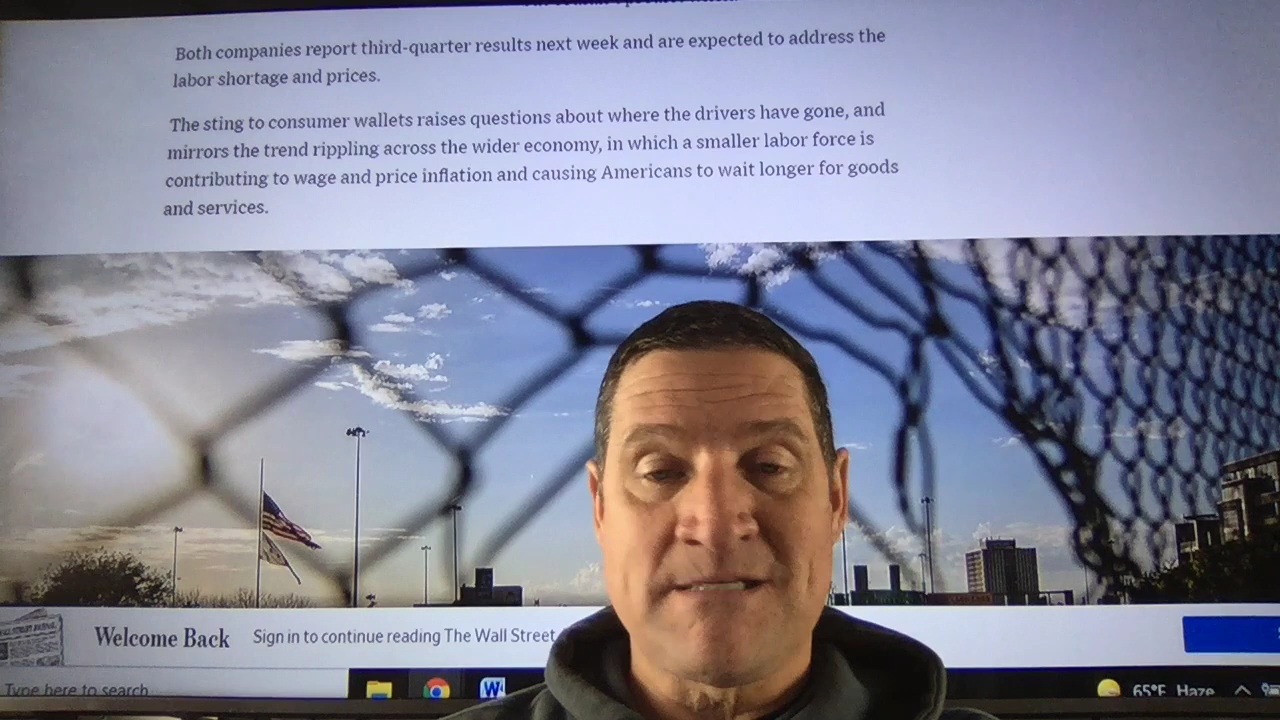 Both companies report third-quarter results next week and are expected to address the
labor shortage and prices.
The sting to consumer wallets raises questions about where the drivers have gone, and
mirrors the trend rippling across the wider economy, in which a smaller labor force is
contributing to wage and price inflation and causing Americans to wait longer for goods
and services.
Welcome Back Sign in to continue reading The Wall Street
Type here to search
W 65°F Haze